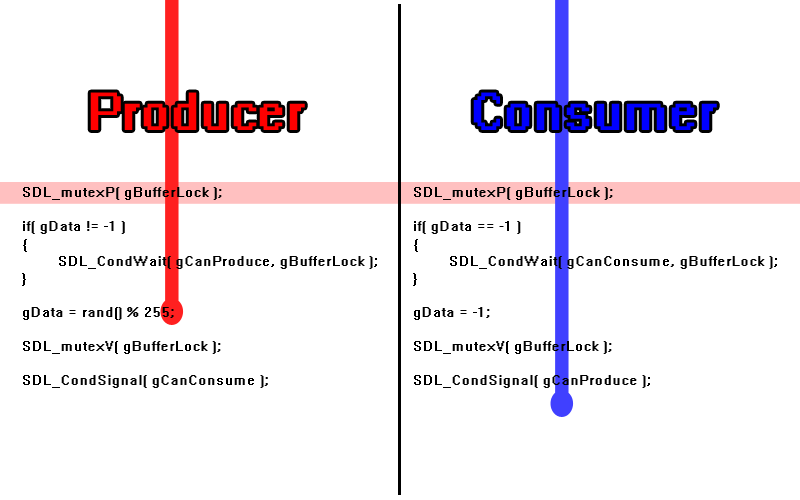 Producer
SDL_mutexP( gBufferLock );
if( gData != -1 )
{
SDL_CondWait( gCanProduce, gBufferLock );
}
gData = rand() % 255;
SDL_mutexV( gBufferLock );
SDL_CondSignal( gCanConsume );
Consumer
SDL_mutexP( gBufferLock );
if( gData == -1 )
{
SDL_CondWait( gCanConsume, gBufferLock );
}
gData = -1;
SDL_mutexV( gBufferLock );
SDL_CondSignal( gCanProduce );